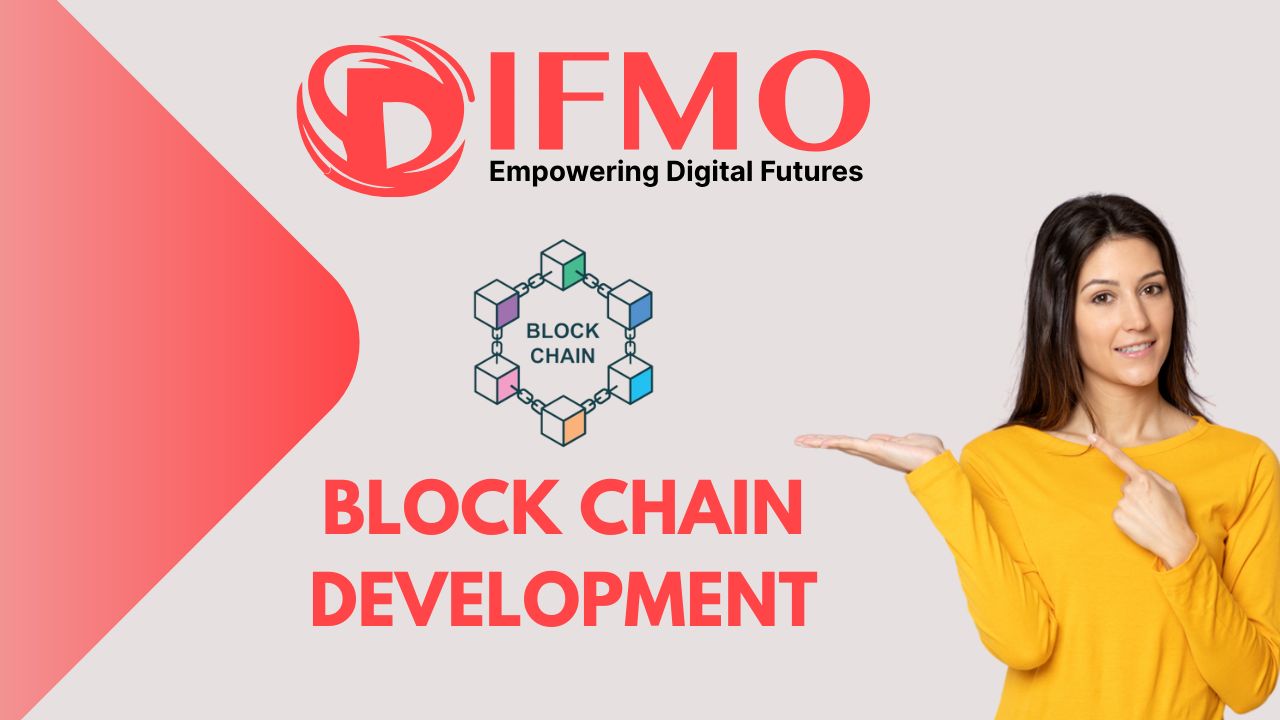 DIFMO
Empowering Digital Futures
BLOCK
CHAIN
BLOCK CHAIN
DEVELOPMENT